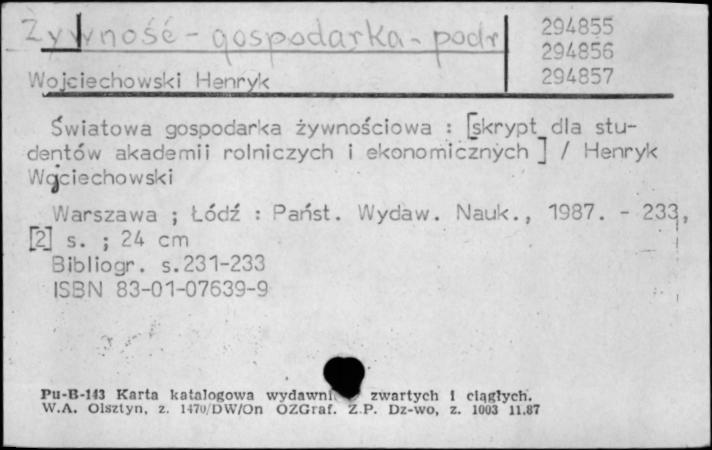 Żywność - gospodarka - podr
294855
294856
294857
Wojciechowski Henryk
Światowa gospodarka żywnościowa : [skrypt dla stu-
dentów akademii rolniczych i ekonomicznych] / Henryk
Wojciechowski
Warszawa ; Łódź : Państ. Wydaw. Nauk., 1987. - 233,
[2] s. ; 24 cm
Bibliogr. s.231-233
ISBN 83-01-07639-9
Pu-B-143 Karta katalogowa wydawni zwartych i ciągłych.
W.A. Olsztyn, z. 1470/DW/On OZGraf. Z.P. Dz-wo, z. 1003 11.87